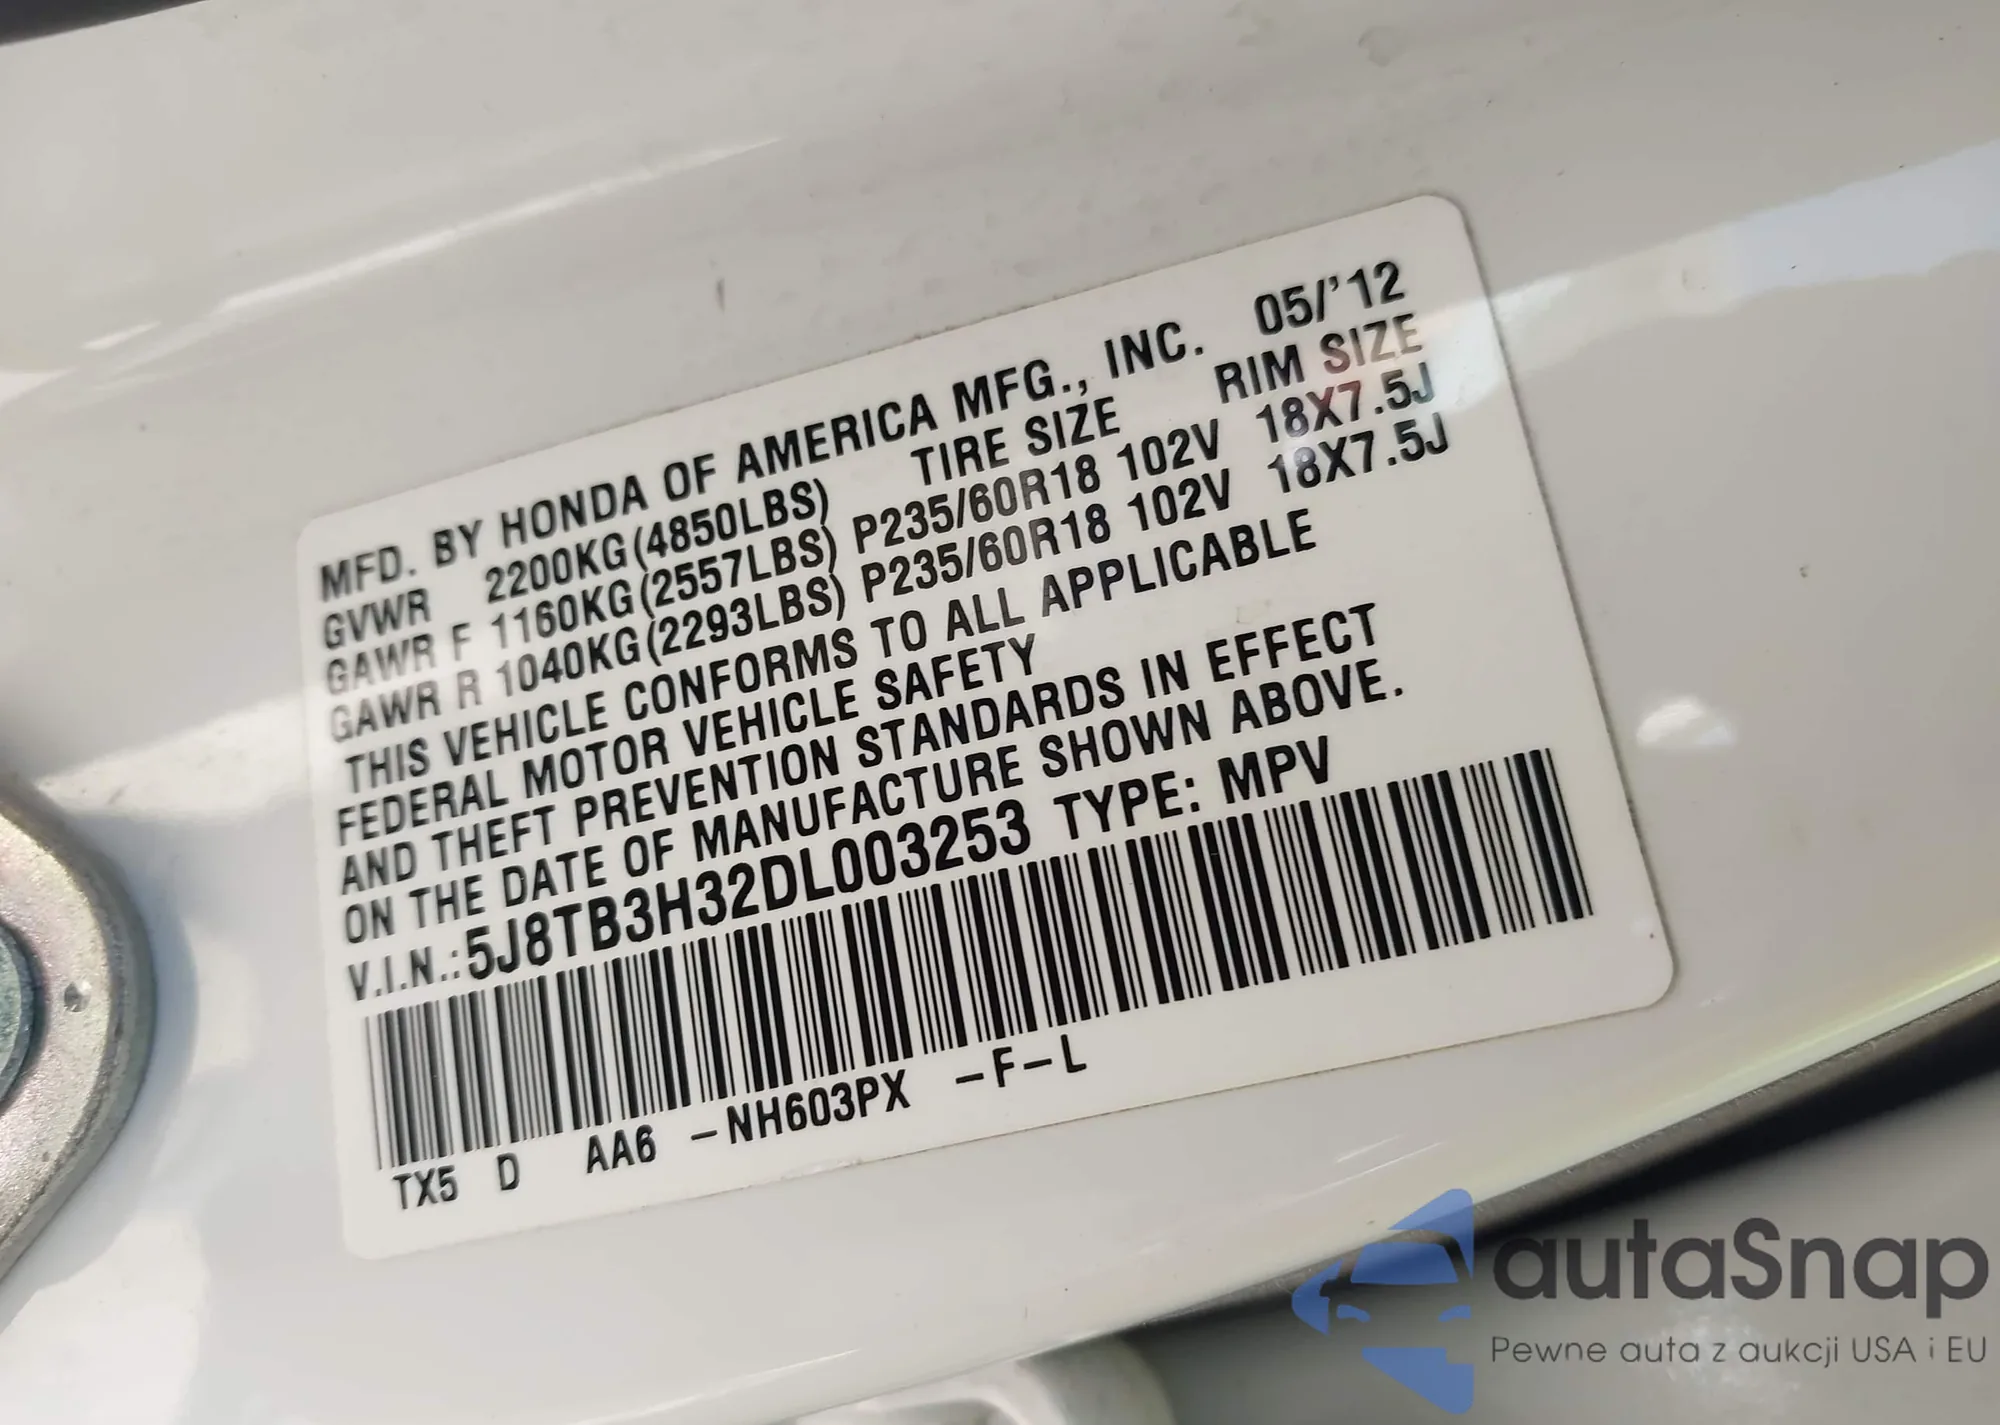 MFD. BY HONDA OF AMERICA MFG., INC. 05/'12
GVWR 2200KG(4850LBS) TIRE SIZE RIM SIZE
GAWR F 1160KG(2557LBS) P235/60R18 102V 18X7.5J
GAWR R 1040KG(2293LBS) P235/60R18 102V 18X7.5J
THIS VEHICLE CONFORMS TO ALL APPLICABLE
FEDERAL MOTOR VEHICLE SAFETY
AND THEFT PREVENTION STANDARDS IN EFFECT
ON THE DATE OF MANUFACTURE SHOWN ABOVE.
V.I.N.:5J8TB3H32DL003253 TYPE: MPV
TX5 D AA6 -NH603PX -F-L
autaSnap
Pewne auta z aukcji USA i EU